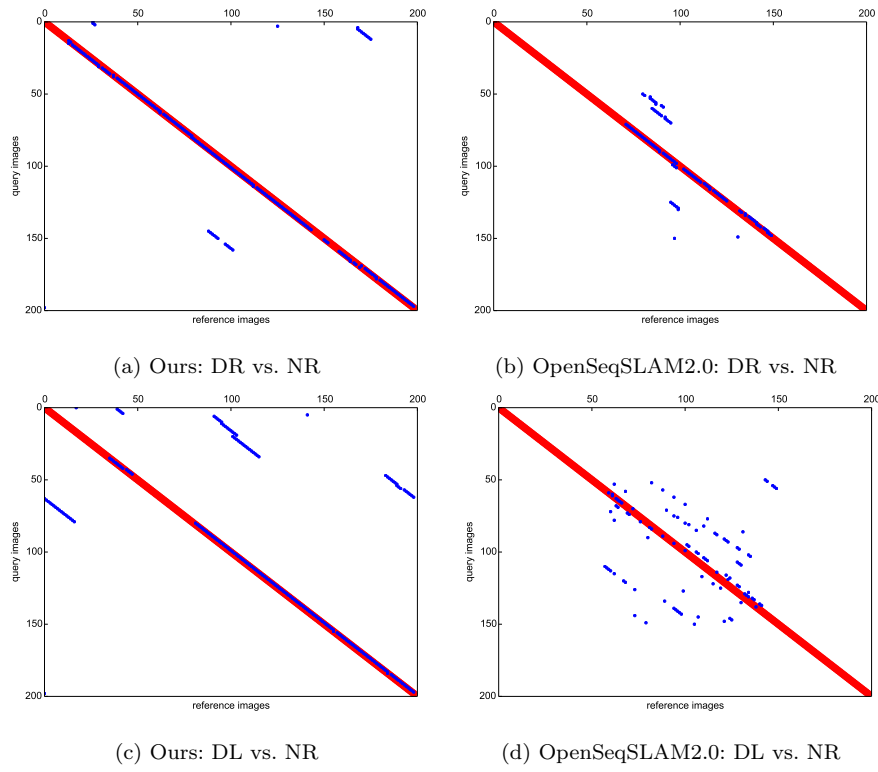 0 50 100 150 200
0
50
100
150
200
query images
reference images
(a) Ours: DR vs. NR
0 50 100 150 200
0
50
100
150
200
query images
reference images
(b) OpenSeqSLAM2.0: DR vs. NR
0 50 100 150 200
0
50
100
150
200
query images
reference images
(c) Ours: DL vs. NR
0 50 100 150 200
0
50
100
150
200
query images
reference images
(d) OpenSeqSLAM2.0: DL vs. NR